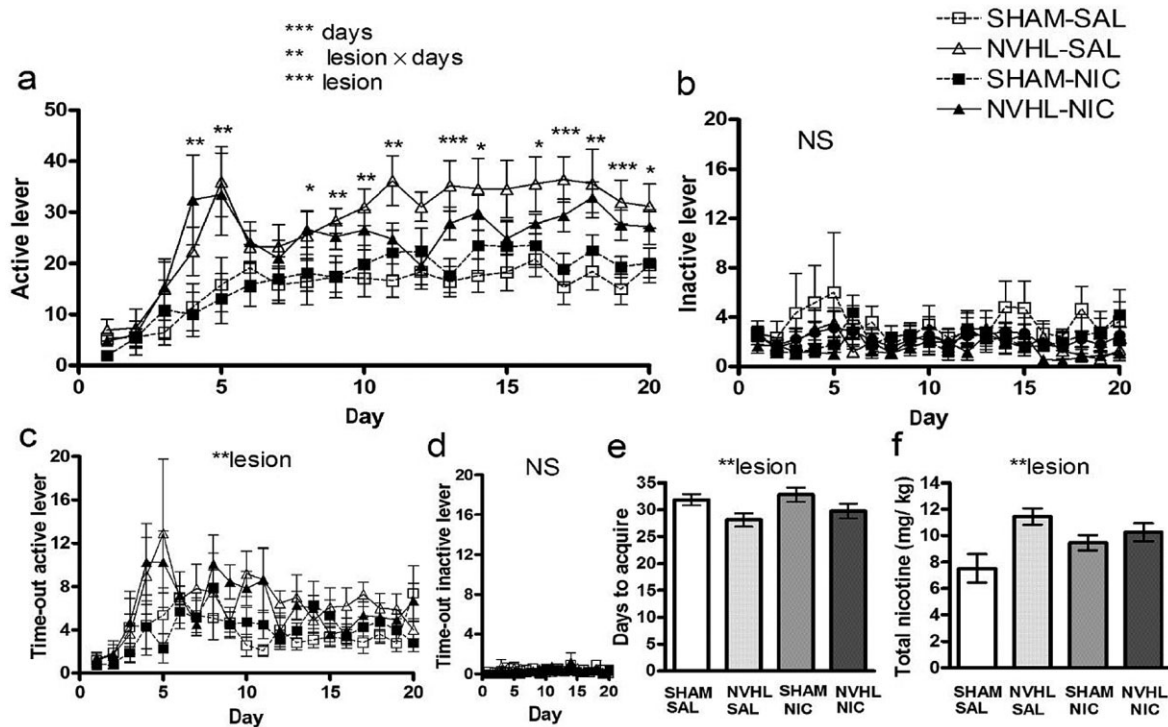 *** days
** lesion × days
*** lesion
SHAM-SAL
NVHL-SAL
SHAM-NIC
NVHL-NIC
a
50
40
30
20
10
0
Active lever
** ** * ** ** ** *** * * *** ** *** *
0 5 10 15 20
Day
b
NS
20
16
12
8
4
0
Inactive lever
0 5 10 15 20
Day
c
**lesion
20
16
12
8
4
0
Time-out active lever
0 5 10 15 20
Day
d
NS
20
16
12
8
4
0
Time-out inactive lever
0 5 10 15 20
Day
e
**lesion
35
30
25
20
15
10
5
0
Days to acquire
SHAM NVHL SHAM NVHL
SAL SAL NIC NIC
f
**lesion
14
12
10
8
6
4
2
0
Total nicotine (mg/ kg)
SHAM NVHL SHAM NVHL
SAL SAL NIC NIC